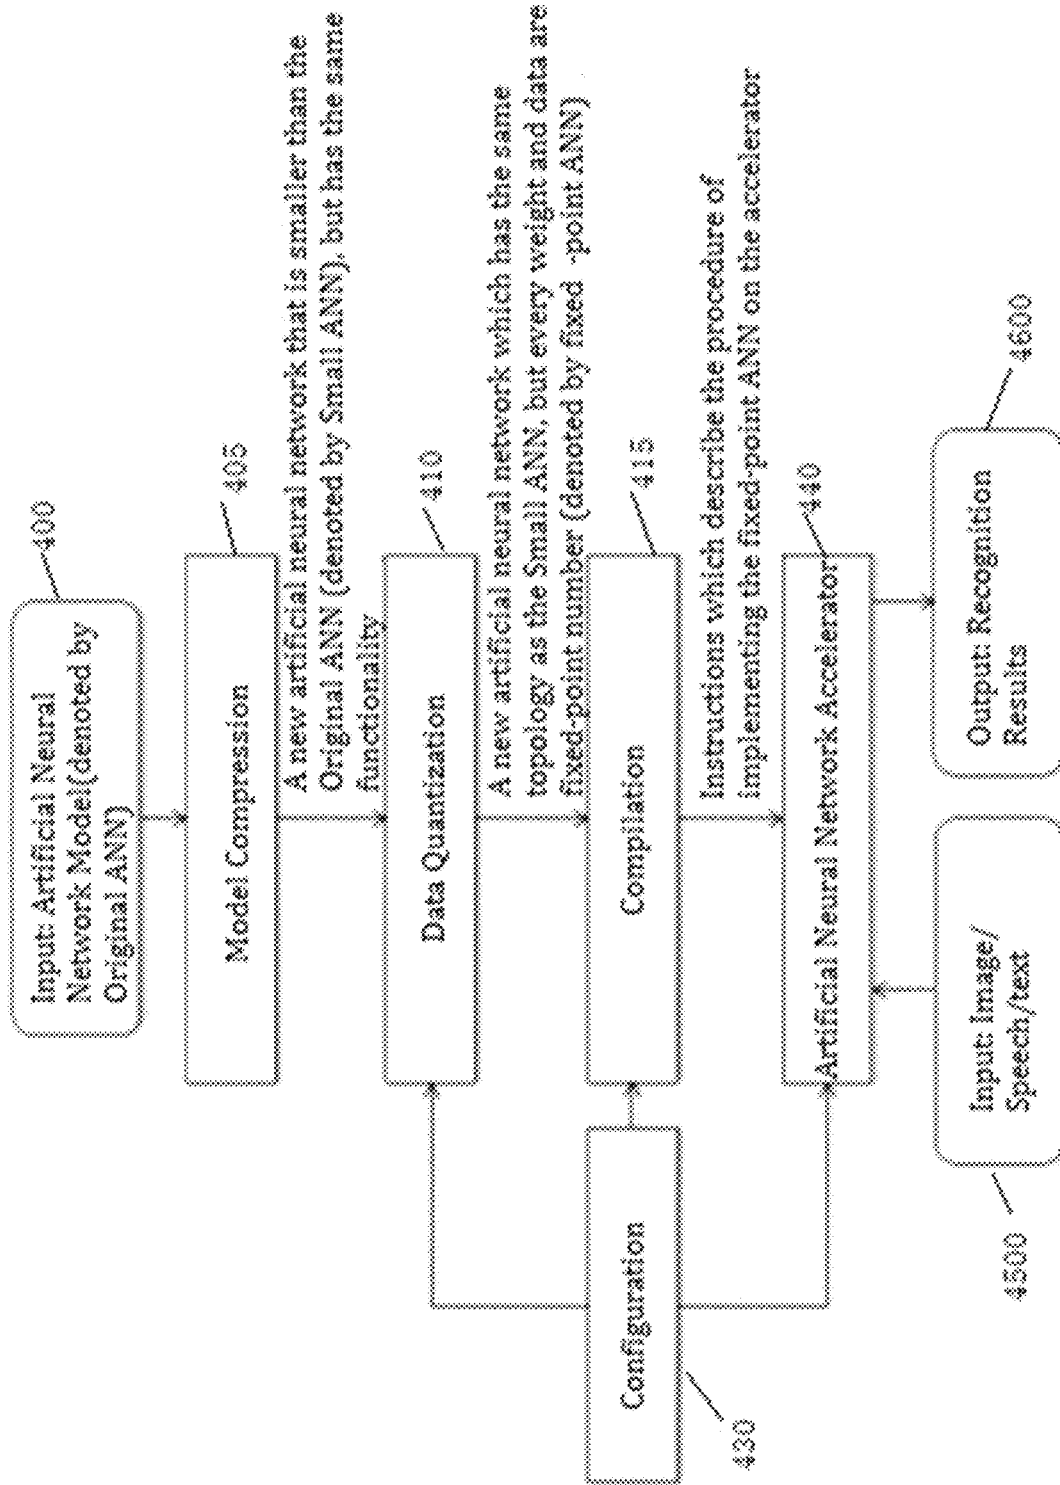 Input: Artificial Neural
Network Model(denoted by
Original ANN)
400
Model Compression
405
A new artificial neural network that is smaller than the
Original ANN (denoted by Small ANN), but has the same
functionality
Data Quantization
410
A new artificial neural network which has the same
topology as the Small ANN, but every weight and data are
fixed-point number (denoted by fixed -point ANN)
Configuration
430
Compilation
415
Instructions which describe the procedure of
implementing the fixed-point ANN on the accelerator
Artificial Neural Network Accelerator
440
Input: Image/
Speech/text
4500
Output: Recognition
Results
4600